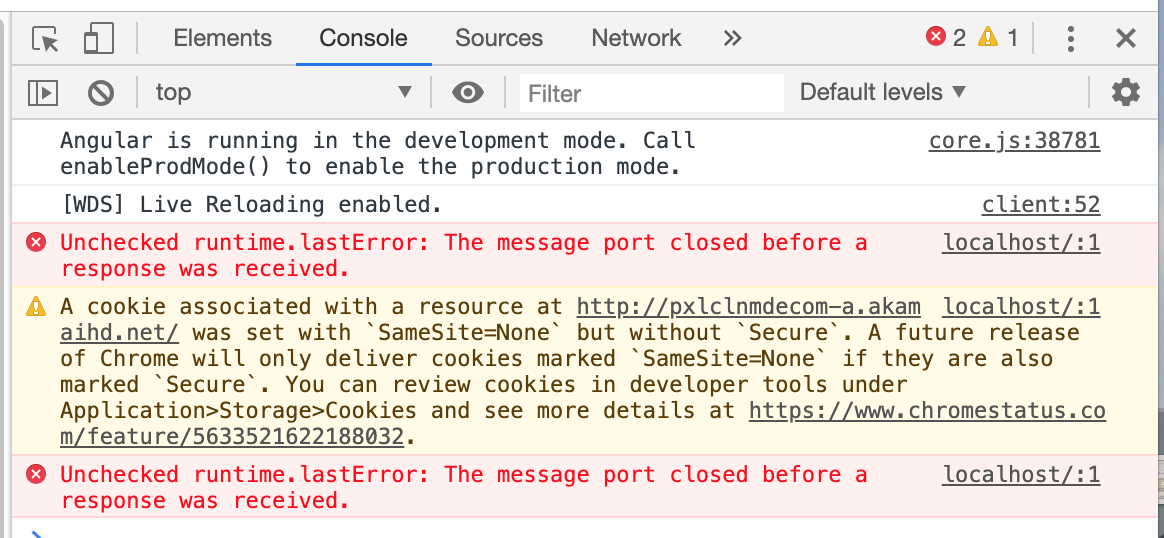 Elements Console Sources Network » 2 1
top Filter Default levels
Angular is running in the development mode. Call core.js:38781
enableProdMode() to enable the production mode.
[WDS] Live Reloading enabled. client:52
Unchecked runtime.lastError: The message port closed before a localhost/:1
response was received.
A cookie associated with a resource at http://pxlclnmdecom-a.akam localhost/:1
aihd.net/ was set with `SameSite=None` but without `Secure`. A future release
of Chrome will only deliver cookies marked `SameSite=None` if they are also
marked `Secure`. You can review cookies in developer tools under
Application>Storage>Cookies and see more details at https://www.chromestatus.co
m/feature/5633521622188032.
Unchecked runtime.lastError: The message port closed before a localhost/:1
response was received.